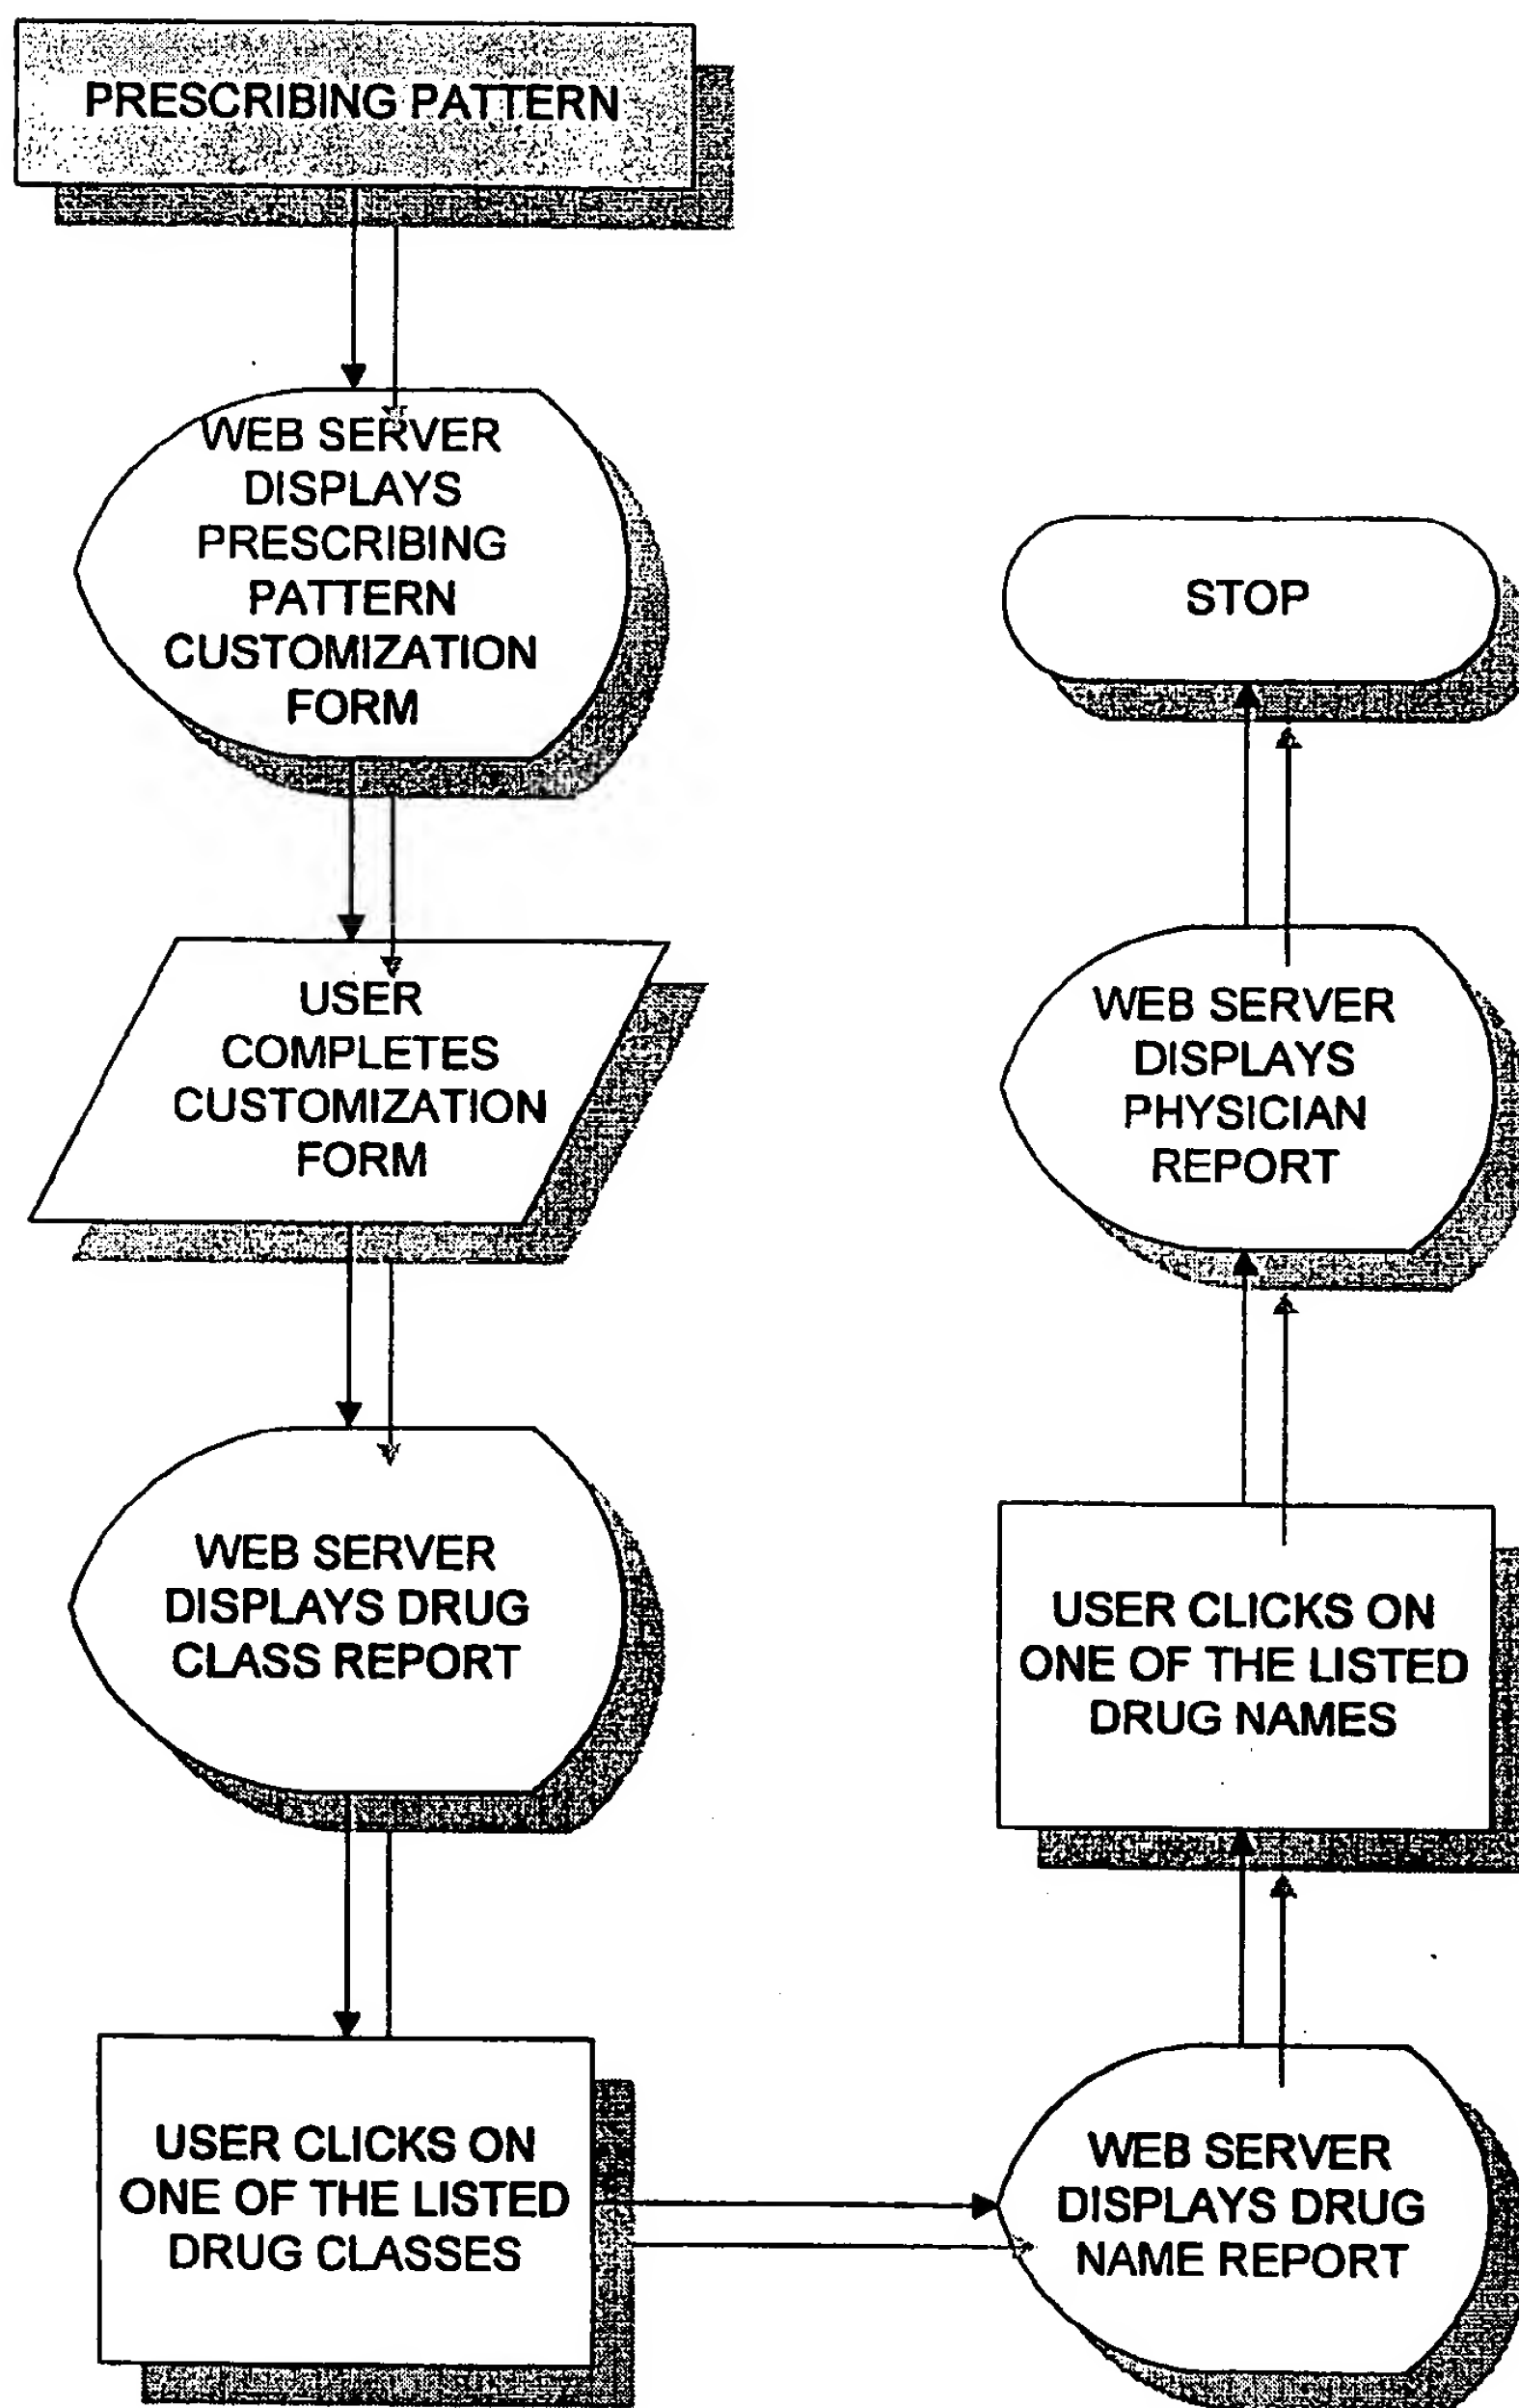 PRESCRIBING PATTERN
WEB SERVER
DISPLAYS
PRESCRIBING
PATTERN
CUSTOMIZATION
FORM
USER
COMPLETES
CUSTOMIZATION
FORM
WEB SERVER
DISPLAYS DRUG
CLASS REPORT
USER CLICKS ON
ONE OF THE LISTED
DRUG CLASSES
WEB SERVER
DISPLAYS DRUG
NAME REPORT
USER CLICKS ON
ONE OF THE LISTED
DRUG NAMES
WEB SERVER
DISPLAYS
PHYSICIAN
REPORT
STOP